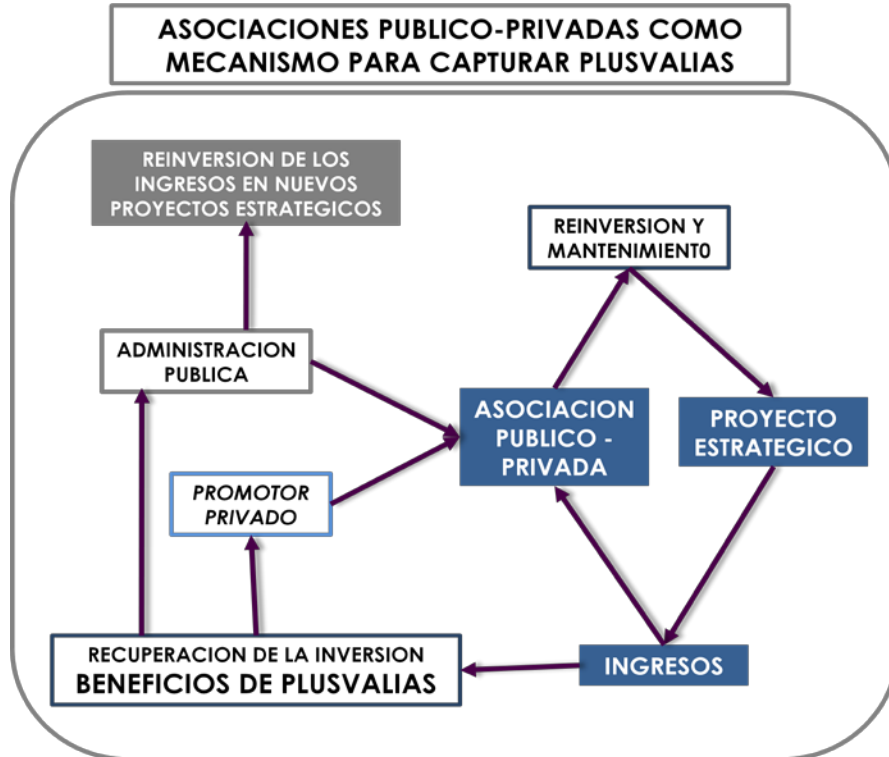 ASOCIACIONES PUBLICO-PRIVADAS COMO
MECANISMO PARA CAPTURAR PLUSVALIAS
REINVERSION DE LOS
INGRESOS EN NUEVOS
PROYECTOS ESTRATEGICOS
REINVERSION Y
MANTENIMIENT0
ADMINISTRACION
PUBLICA
ASOCIACION
PUBLICO -
PRIVADA
PROYECTO
ESTRATEGICO
PROMOTOR
PRIVADO
RECUPERACION DE LA INVERSION
BENEFICIOS DE PLUSVALIAS
INGRESOS